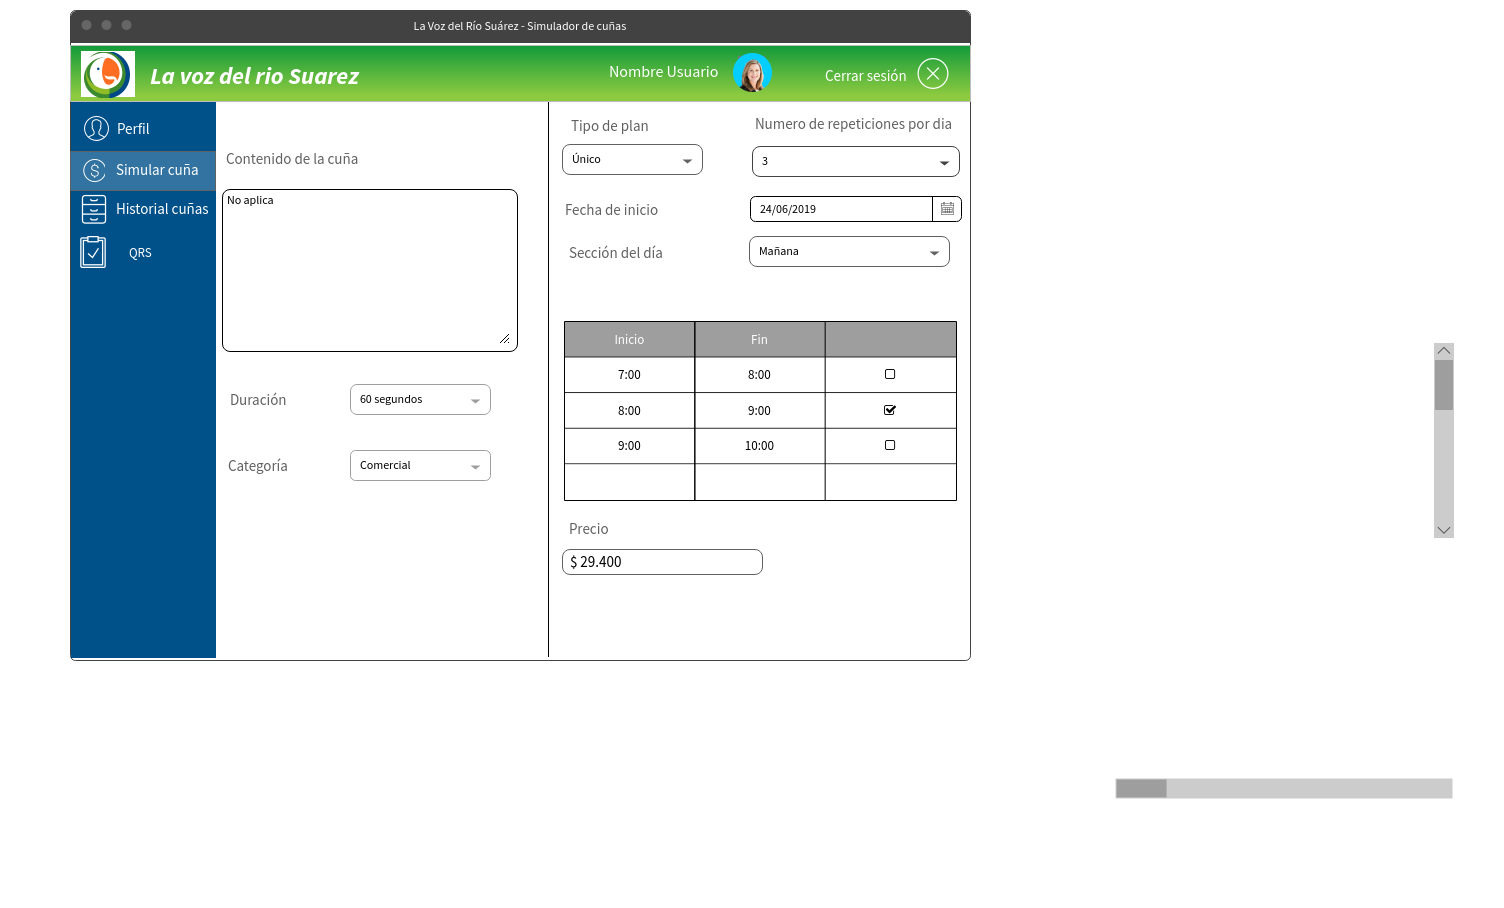 La Voz del Río Suárez - Simulador de cuñas
La voz del rio Suarez
Nombre Usuario
Cerrar sesión
Perfil
Simular cuña
Historial cuñas
QRS
Contenido de la cuña
No aplica
Duración
60 segundos
Categoría
Comercial
Tipo de plan
Numero de repeticiones por dia
Único
3
Fecha de inicio
24/06/2019
Sección del día
Mañana
Inicio Fin
7:00 8:00
8:00 9:00
9:00 10:00
Precio
$ 29.400